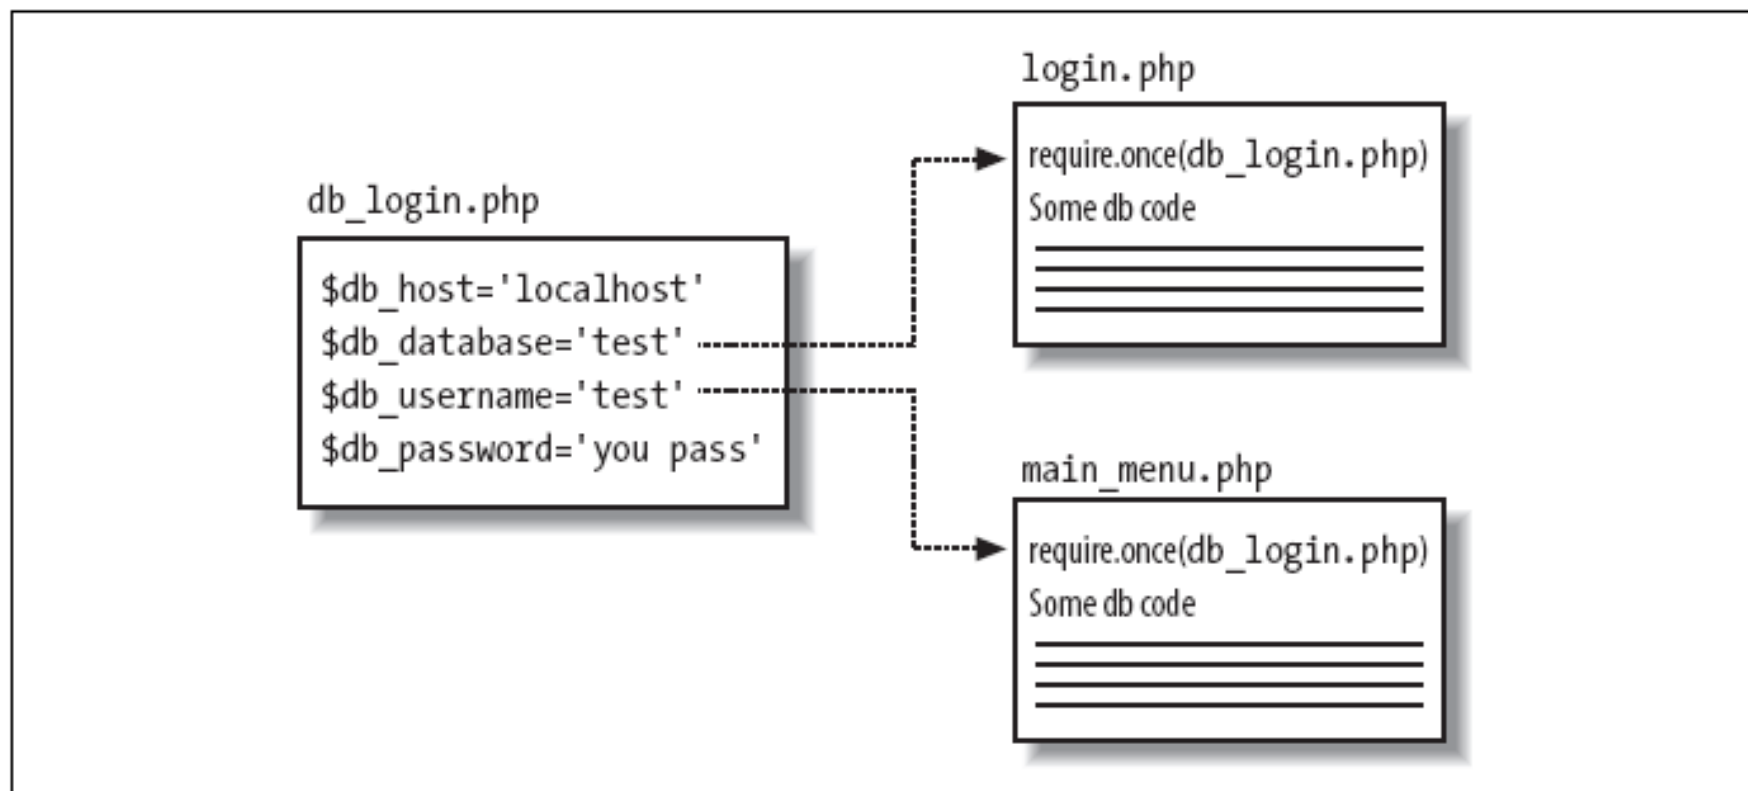 db_login.php
$db_host='localhost'
$db_database='test'
$db_username='test'
$db_password='you pass'
login.php
require.once(db_login.php)
Some db code
main_menu.php
require.once(db_login.php)
Some db code